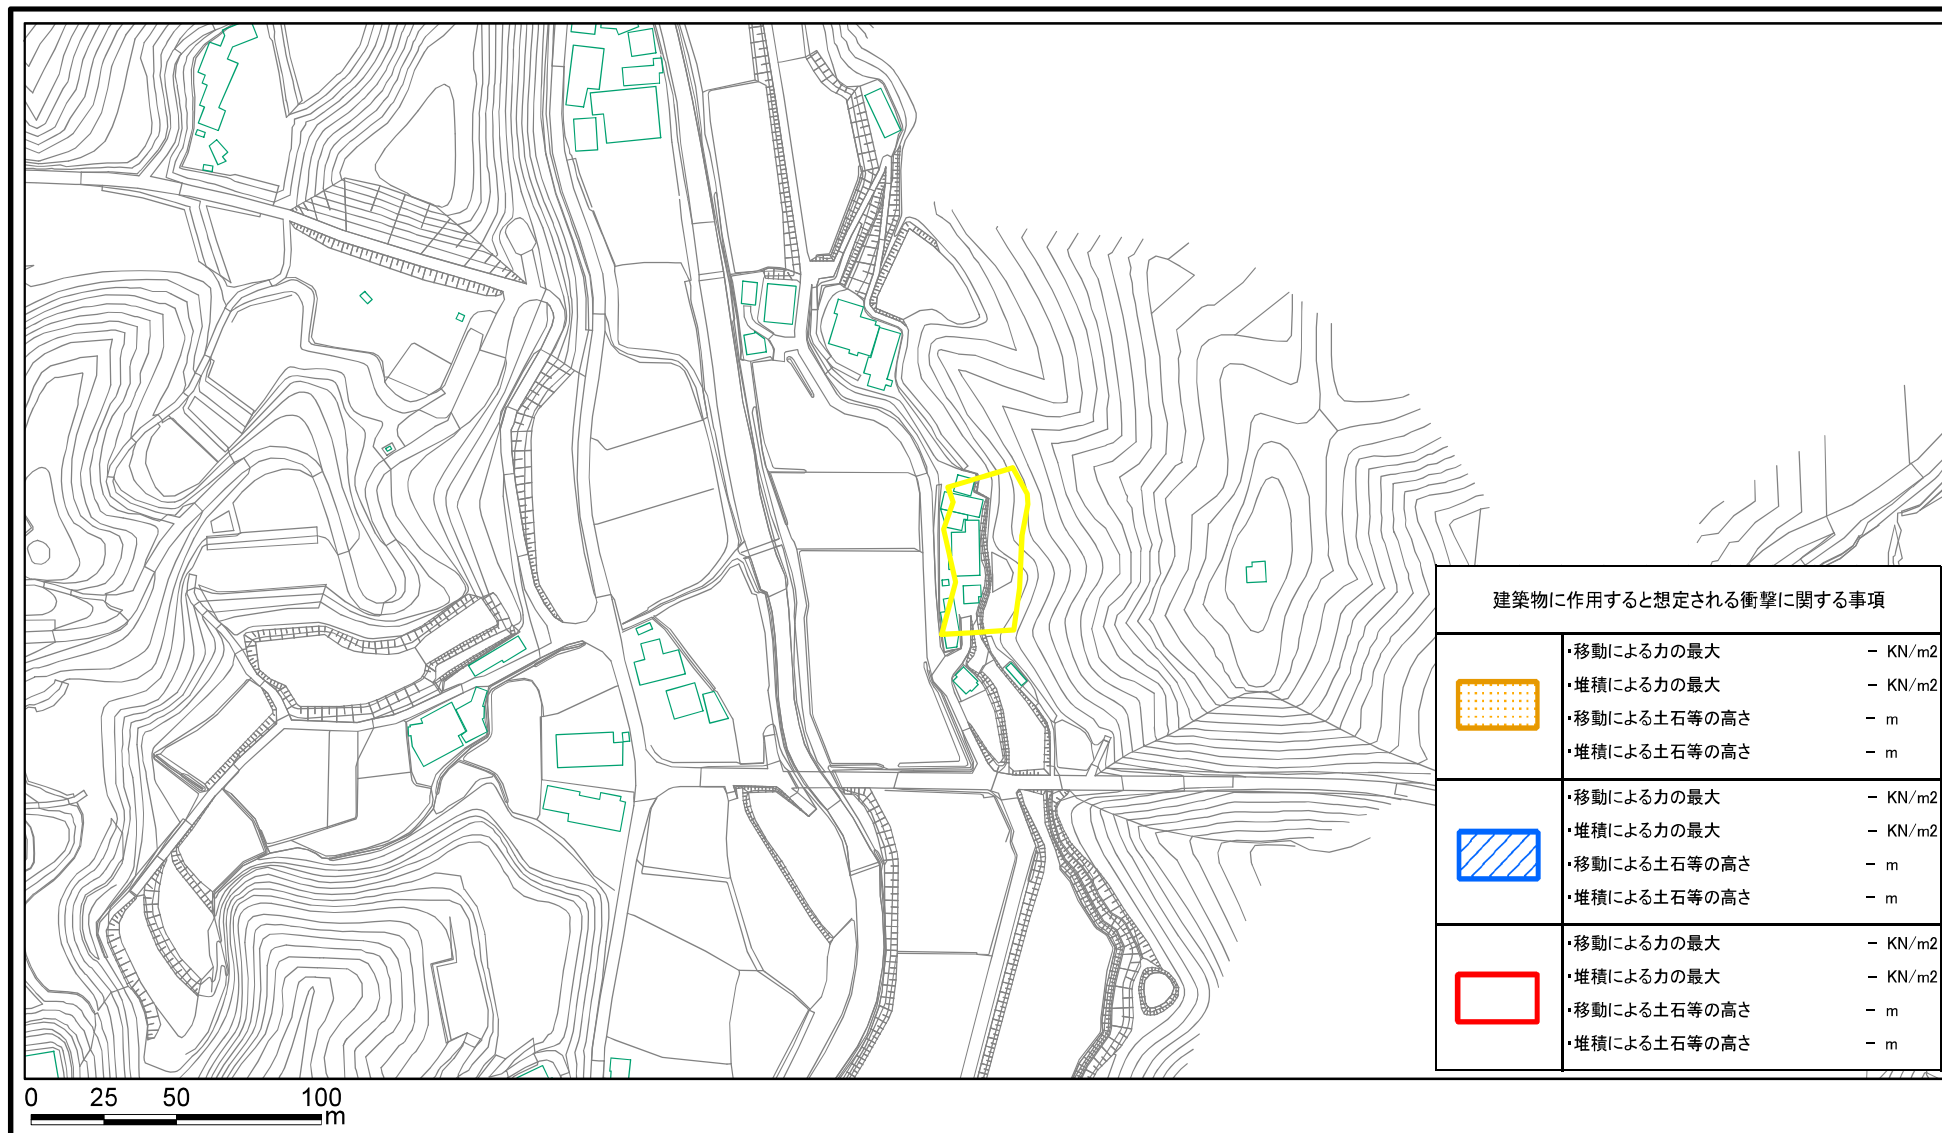 建築物に作用すると想定される衝撃に関する事項
・移動による力の最大 － KN/m2
・堆積による力の最大 － KN/m2
・移動による土石等の高さ － m
・堆積による土石等の高さ － m
・移動による力の最大 － KN/m2
・堆積による力の最大 － KN/m2
・移動による土石等の高さ － m
・堆積による土石等の高さ － m
・移動による力の最大 － KN/m2
・堆積による力の最大 － KN/m2
・移動による土石等の高さ － m
・堆積による土石等の高さ － m
0 25 50 100
m